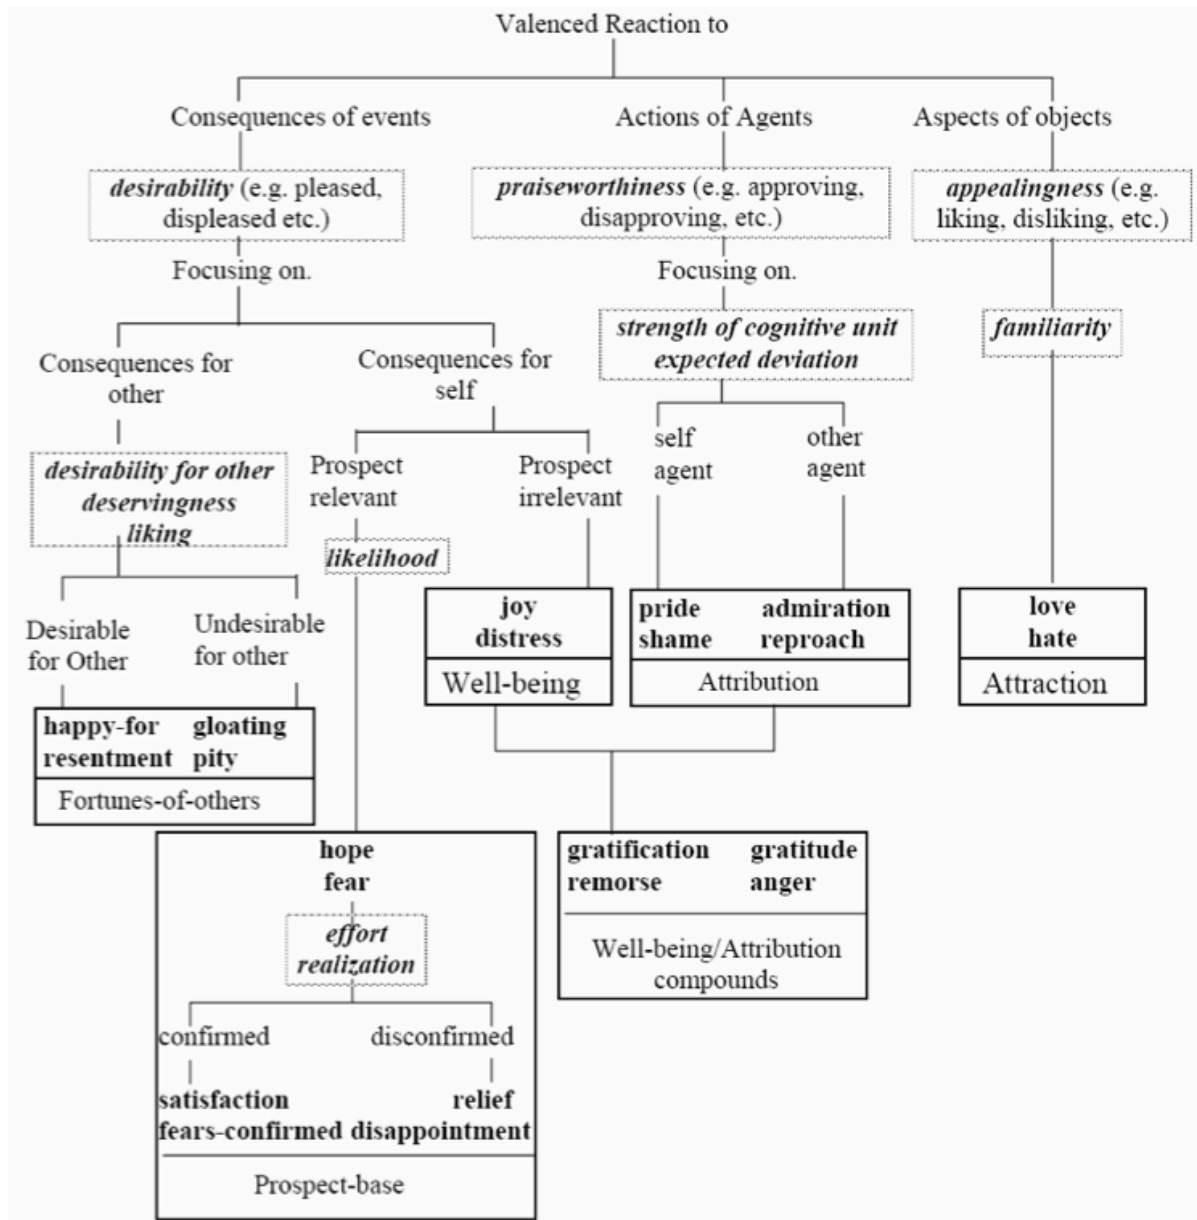 Valenced Reaction to
Consequences of events
Actions of Agents
Aspects of objects
desirability (e.g. pleased,
displeased etc.)
praiseworthiness (e.g. approving,
disapproving, etc.)
appealingness (e.g.
liking, disliking, etc.)
Focusing on.
Focusing on.
strength of cognitive unit
expected deviation
familiarity
Consequences for
other
Consequences for
self
desirability for other
deservingness
liking
Prospect
relevant
Prospect
irrelevant
self
agent
other
agent
likelihood
Desirable
for Other
Undesirable
for other
joy
distress
Well-being
pride admiration
shame reproach
Attribution
love
hate
Attraction
happy-for gloating
resentment pity
Fortunes-of-others
hope
fear
effort
realization
confirmed disconfirmed
satisfaction relief
fears-confirmed disappointment
Prospect-base
gratification gratitude
remorse anger
Well-being/Attribution
compounds